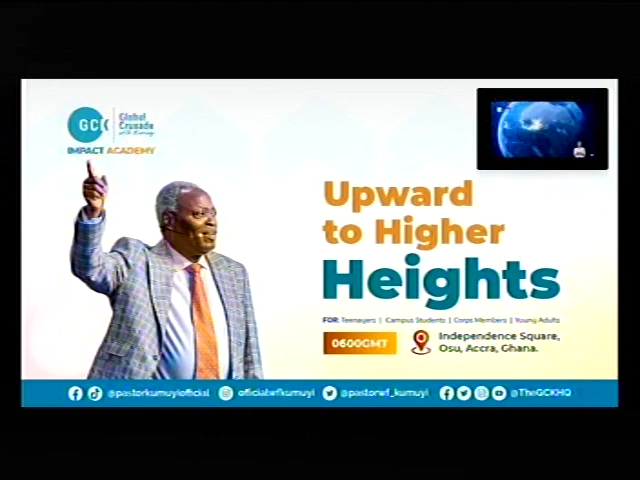 GCK
Global
Crusade
IMPACT ACADEMY
Upward
to Higher
Heights
FOR: Teenagers | Campus Students | Corps Members | Young Adults
0600GMT
Independence Square,
Osu, Accra, Ghana.
@pastorkumuyiofficial
officialwfkumuyi
@pastorwf_kumuyi
@TheGCKHQ